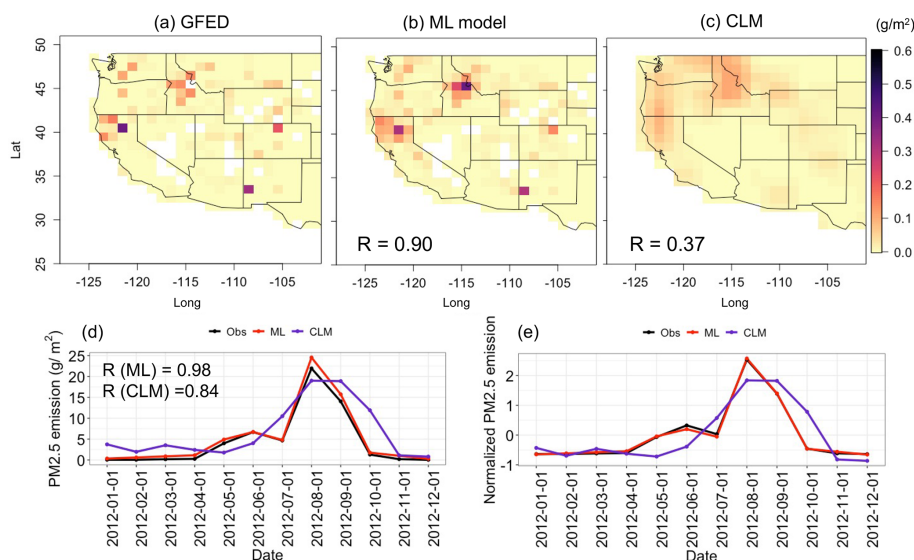 (a) GFED
(b) ML model
(c) CLM
(g/m²)
50
45
40
35
30
25
Lat
R = 0.90
R = 0.37
0.6
0.5
0.4
0.3
0.2
0.1
0.0
-125 -120 -115 -110 -105
-125 -120 -115 -110 -105
-125 -120 -115 -110 -105
Long
Long
Long
(d)
Obs ML CLM
PM2.5 emission (g/ m²)
R (ML) = 0.98
R (CLM) =0.84
25
20
15
10
5
0
2012-01-01
2012-02-01
2012-03-01
2012-04-01
2012-05-01
2012-06-01
2012-07-01
2012-08-01
2012-09-01
2012-10-01
2012-11-01
2012-12-01
Date
(e)
Obs ML CLM
Normalized PM2.5 emission
2
1
0
-1
2012-01-01
2012-02-01
2012-03-01
2012-04-01
2012-05-01
2012-06-01
2012-07-01
2012-08-01
2012-09-01
2012-10-01
2012-11-01
2012-12-01
Date